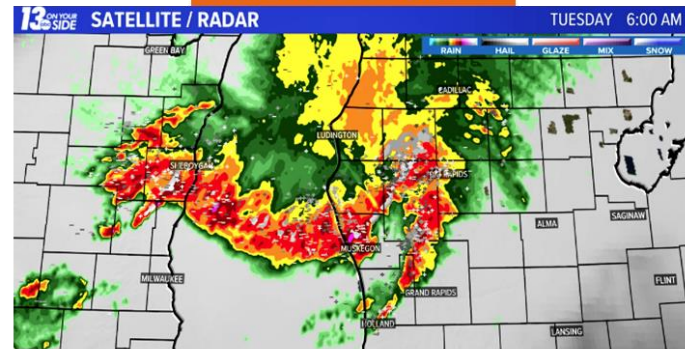 13 ON YOUR SIDE
SATELLITE / RADAR
TUESDAY 6:00 AM
RAIN HAIL GLAZE MIX SNOW
GREEN BAY
CADILLAC
LUDINGTON
SHEBOYGAN
RAPIDS
SAGINAW
ALMA
MUSKEGON
MILWAUKEE
FLINT
GRAND RAPIDS
HOLLAND
LANSING